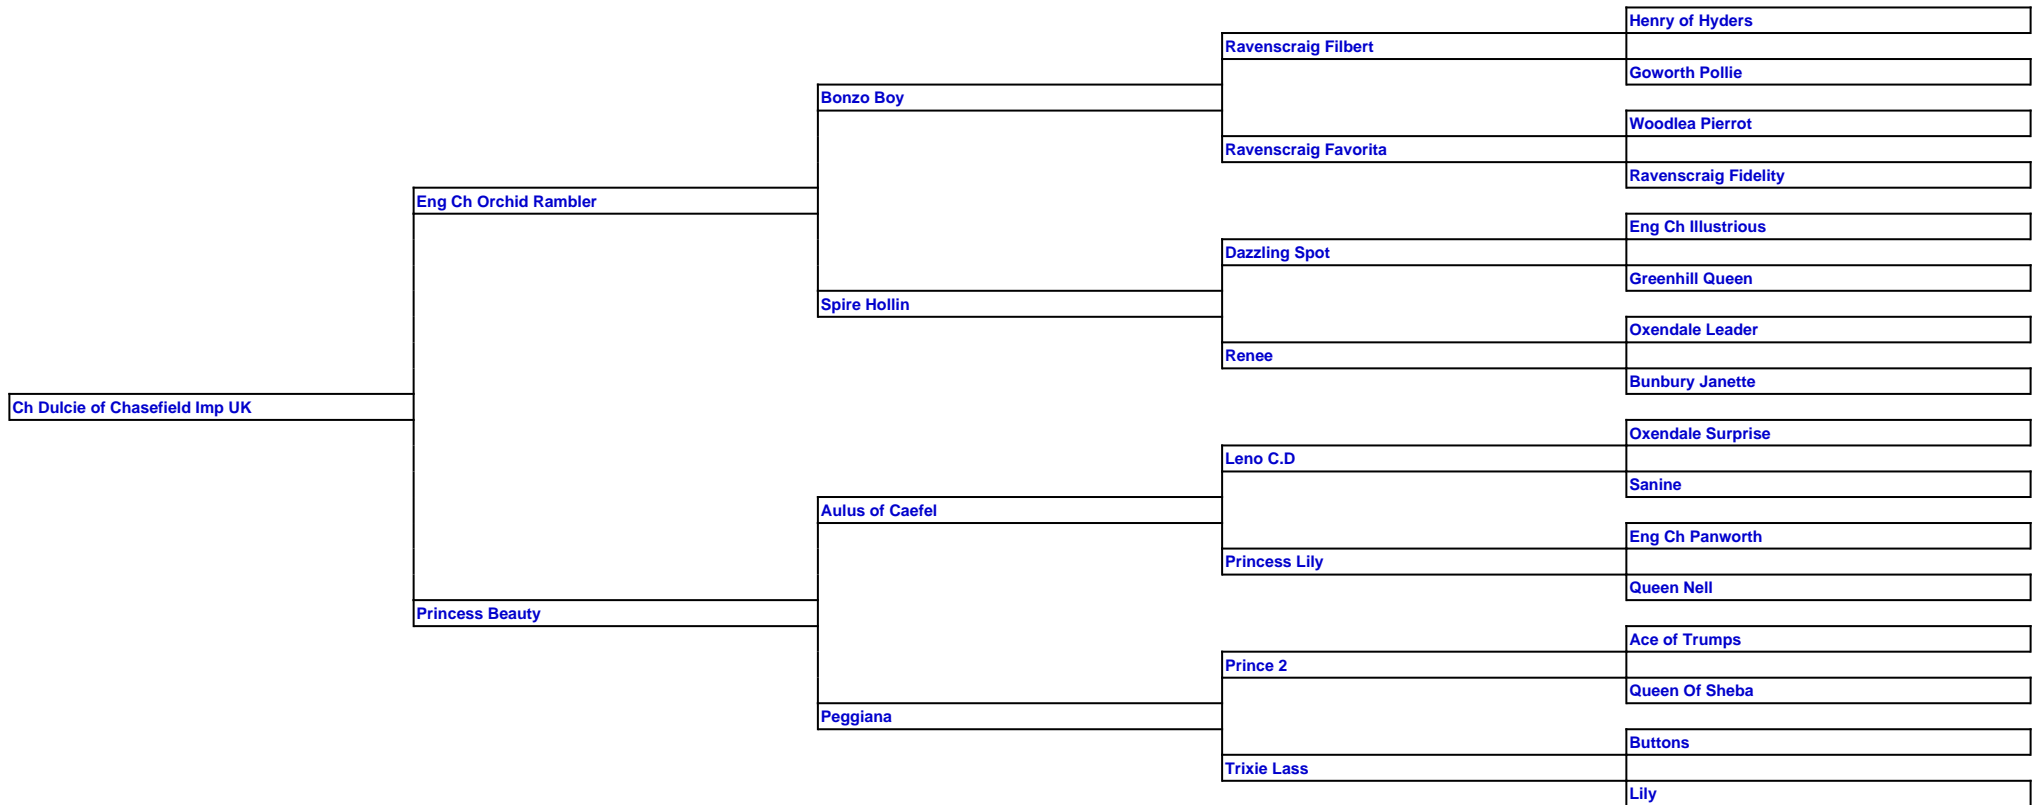 Henry of Hyders
Ravenscraig Filbert
Goworth Pollie
Bonzo Boy
Woodlea Pierrot
Ravenscraig Favorita
Ravenscraig Fidelity
Eng Ch Orchid Rambler
Eng Ch Illustrious
Dazzling Spot
Greenhill Queen
Spire Hollin
Oxendale Leader
Renee
Bunbury Janette
Ch Dulcie of Chasefield Imp UK
Oxendale Surprise
Leno C.D
Sanine
Aulus of Caefel
Eng Ch Panworth
Princess Lily
Queen Nell
Princess Beauty
Ace of Trumps
Prince 2
Queen Of Sheba
Peggiana
Buttons
Trixie Lass
Lily